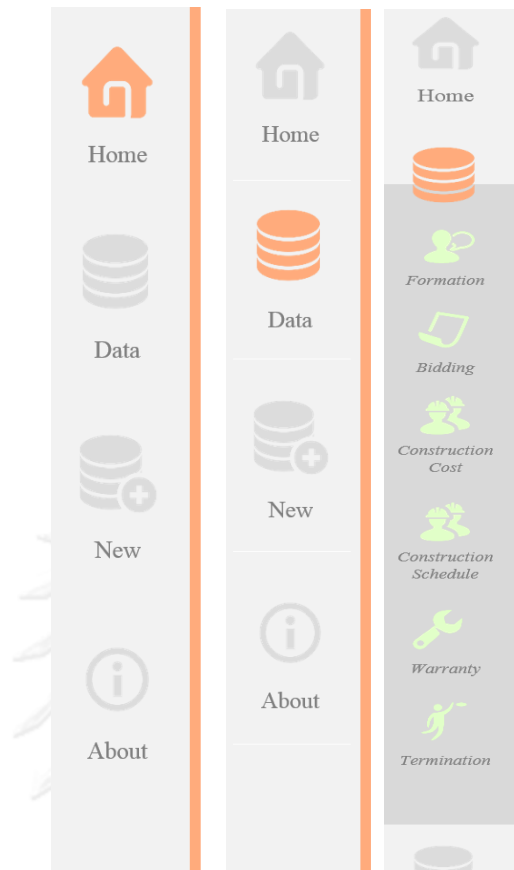 Home
Data
New
About
Home
Data
New
About
Home
Formation
Bidding
Construction
Cost
Construction
Schedule
Warranty
Termination